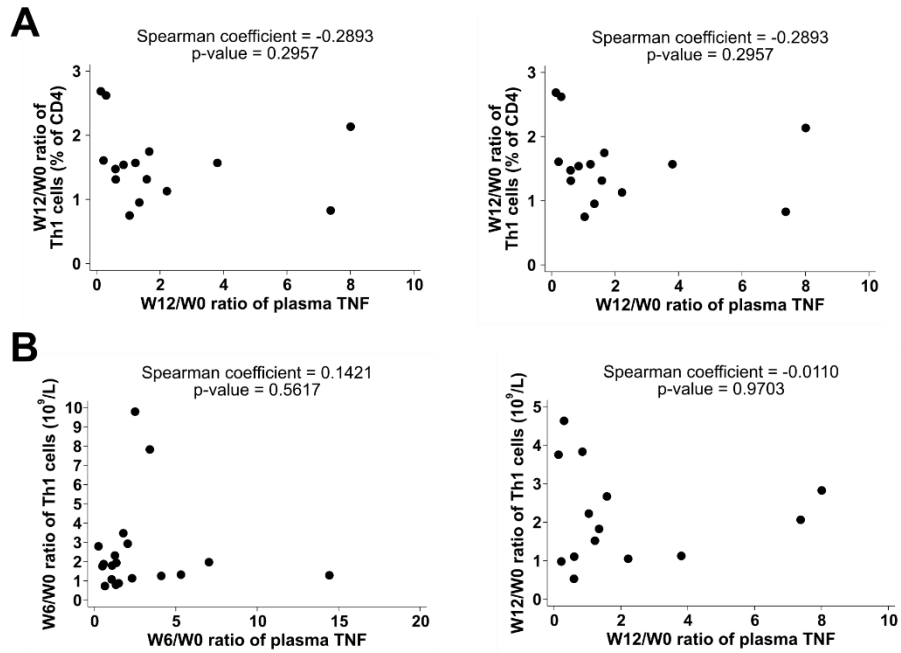 A
Spearman coefficient = -0.2893
p-value = 0.2957
W12/W0 ratio of
Th1 cells (% of CD4)
3
2
1
0
0 2 4 6 8 10
W12/W0 ratio of plasma TNF
Spearman coefficient = -0.2893
p-value = 0.2957
W12/W0 ratio of
Th1 cells (% of CD4)
3
2
1
0
0 2 4 6 8 10
W12/W0 ratio of plasma TNF
B
Spearman coefficient = 0.1421
p-value = 0.5617
W6/W0 ratio of Th1 cells (10⁹/L)
10
9
8
7
6
5
4
3
2
1
0
0 5 10 15 20
W6/W0 ratio of plasma TNF
Spearman coefficient = -0.0110
p-value = 0.9703
W12/W0 ratio of Th1 cells (10⁹/L)
5
4
3
2
1
0
0 2 4 6 8 10
W12/W0 ratio of plasma TNF